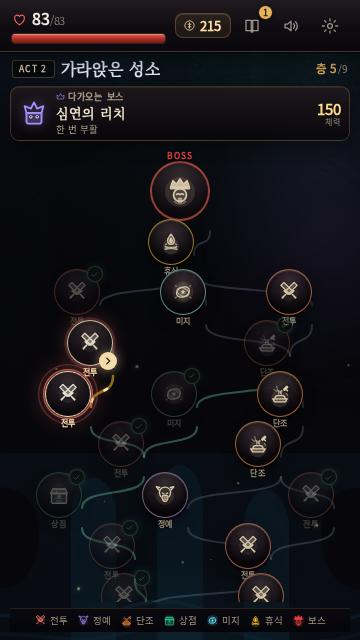 83/83
215
1
ACT 2 가라앉은 성소
층 5/9
다가오는 보스
심연의 리치
한 번 부활
150
체력
BOSS
휴식
전투 미지 전투
단조
전투
전투 미지 단조
전투 단조
상점 정예 전투
전투 전투
전투 정예 단조 상점 미지 휴식 보스